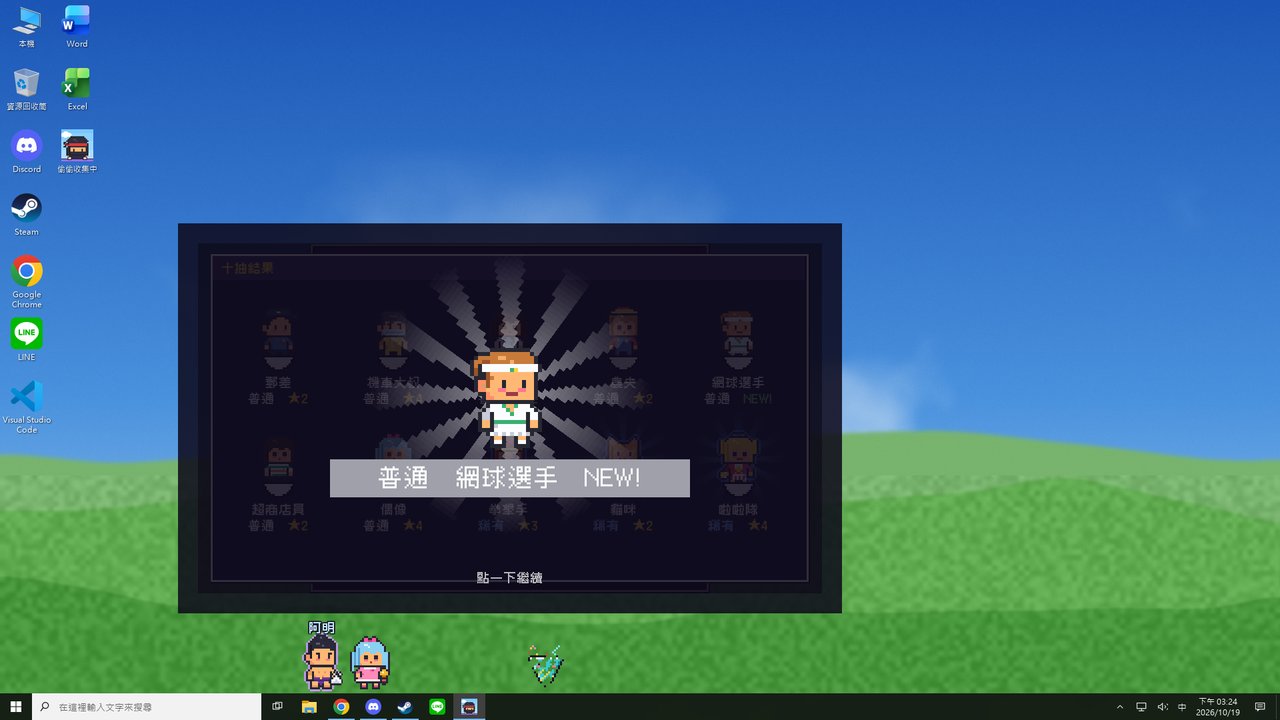 本機
Word
資源回收筒
Excel
Discord
偷偷收集中
Steam
Google
Chrome
LINE
LINE
Visual Studio
Code
十抽結果
郵差
普通 ★2
機車大叔
普通 ★4
農夫
普通 ★2
網球選手
普通 NEW!
普通 網球選手 NEW!
超商店員
普通 ★2
偶像
普通 ★4
稀有 ★3
貓咪
稀有 ★2
啦啦隊
稀有 ★4
點一下繼續
阿明
在這裡輸入文字來搜尋
中
下午 03:24
2026/10/19